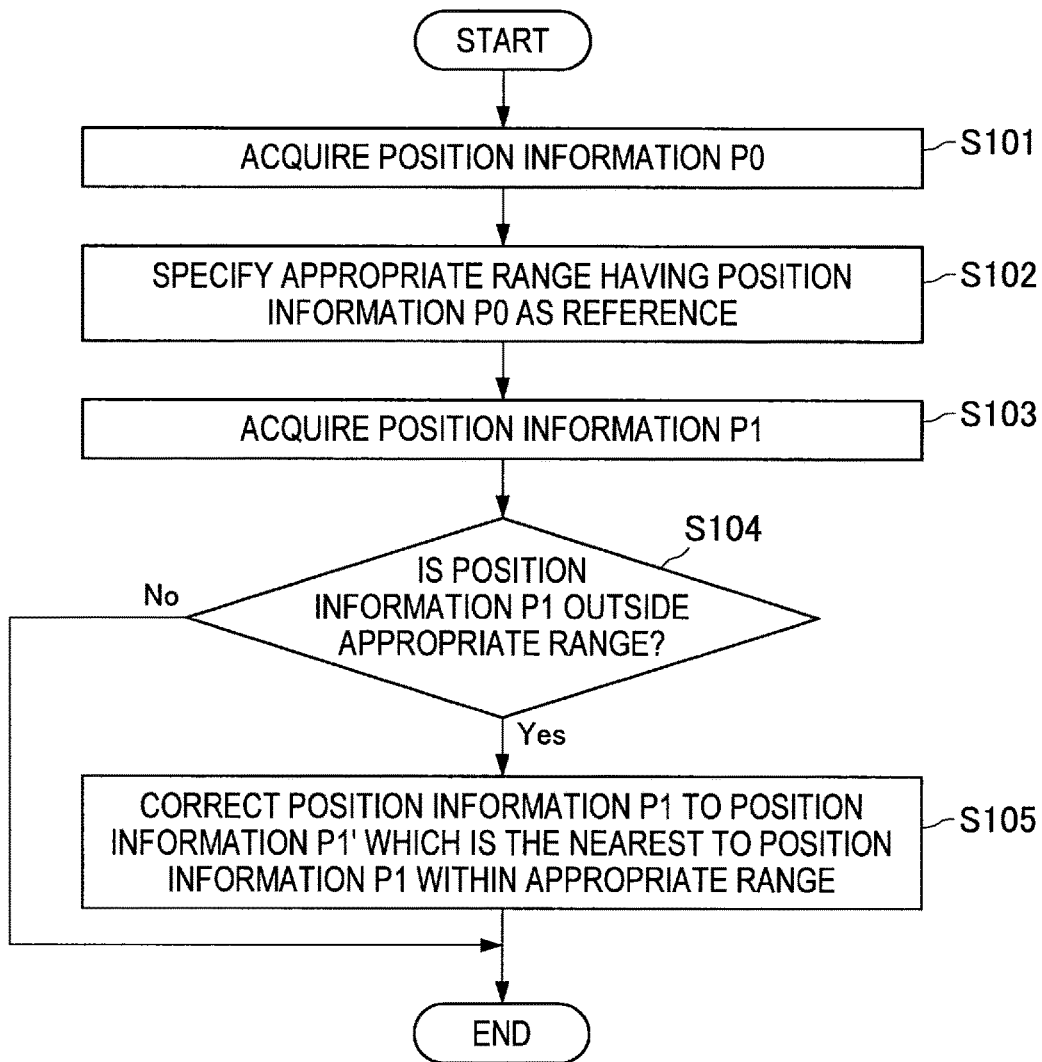 START
ACQUIRE POSITION INFORMATION P0
S101
SPECIFY APPROPRIATE RANGE HAVING POSITION
INFORMATION P0 AS REFERENCE
S102
ACQUIRE POSITION INFORMATION P1
S103
S104
IS POSITION
INFORMATION P1 OUTSIDE
APPROPRIATE RANGE?
No
Yes
CORRECT POSITION INFORMATION P1 TO POSITION
INFORMATION P1' WHICH IS THE NEAREST TO POSITION
INFORMATION P1 WITHIN APPROPRIATE RANGE
S105
END